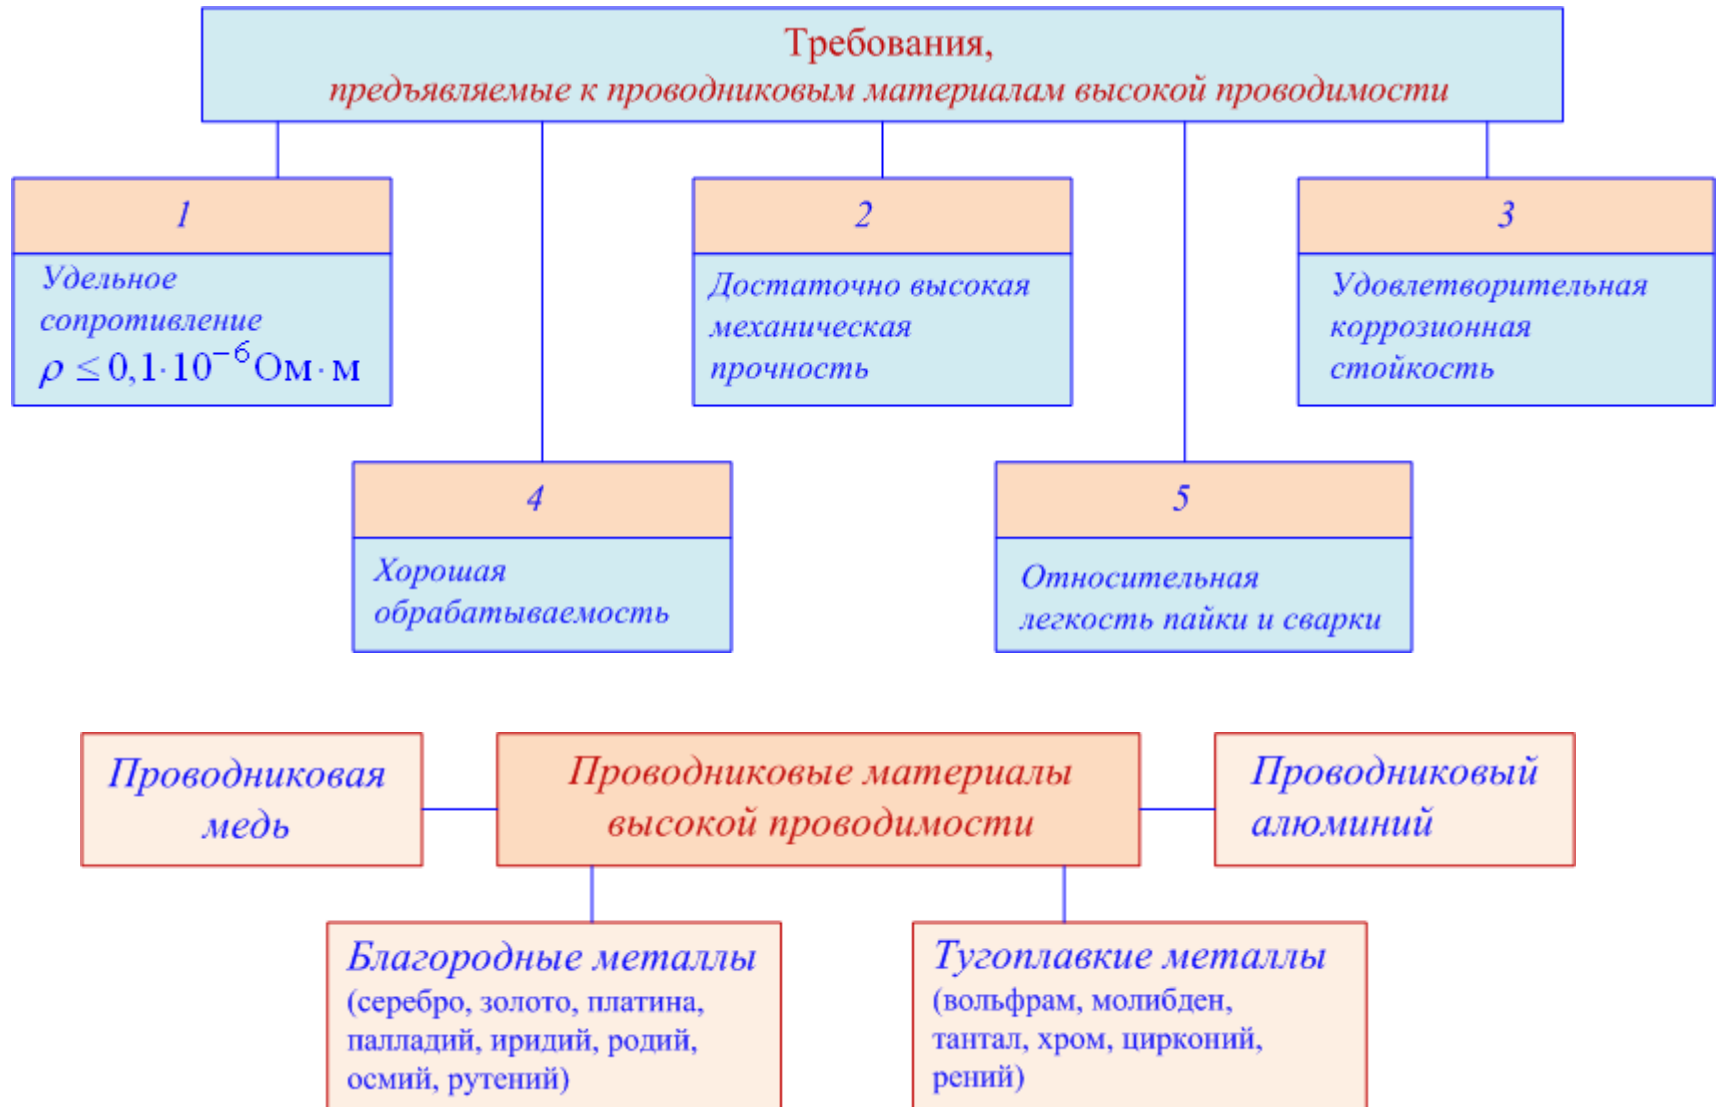 Требования,
предъявляемые к проводниковым материалам высокой проводимости
1
Удельное
сопротивление
ρ ≤ 0,1·10⁻⁶ Ом·м
2
Достаточно высокая
механическая
прочность
3
Удовлетворительная
коррозионная
стойкость
4
Хорошая
обрабатываемость
5
Относительная
легкость пайки и сварки
Проводниковая
медь
Проводниковые материалы
высокой проводимости
Проводниковый
алюминий
Благородные металлы
(серебро, золото, платина,
палладий, иридий, родий,
осмий, рутений)
Тугоплавкие металлы
(вольфрам, молибден,
тантал, хром, цирконий,
рений)